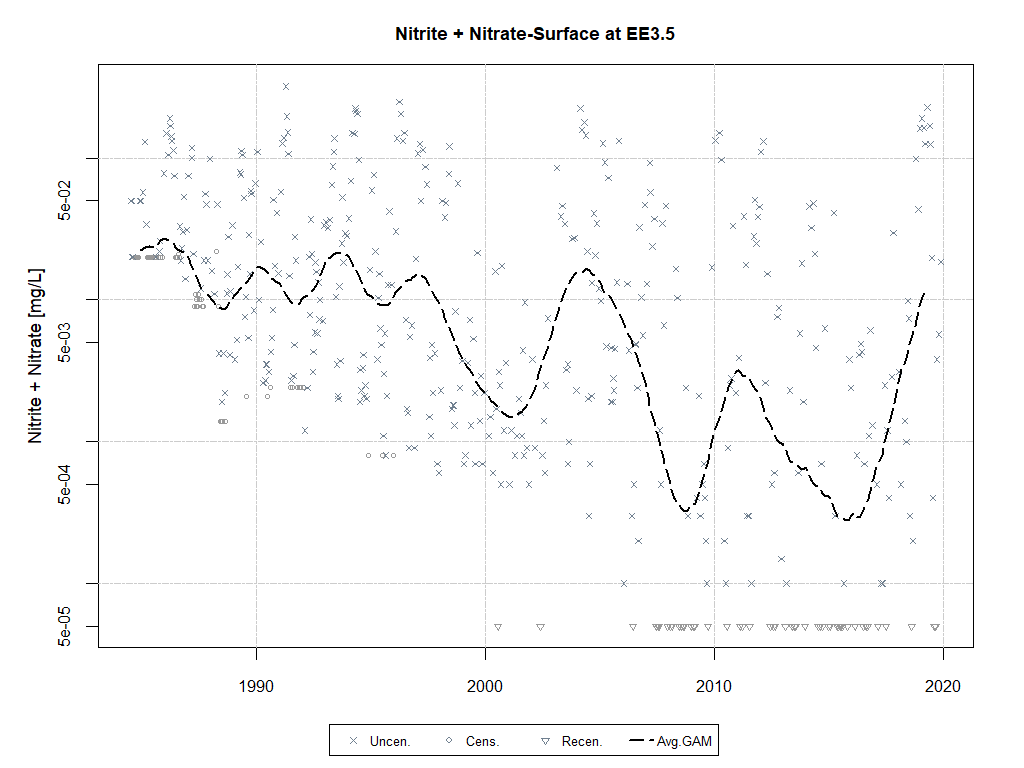 Nitrite + Nitrate-Surface at EE3.5
Nitrite + Nitrate [mg/L]
5e-02
5e-03
5e-04
5e-05
1990 2000 2010 2020
Uncen. Cens. Recen. Avg.GAM